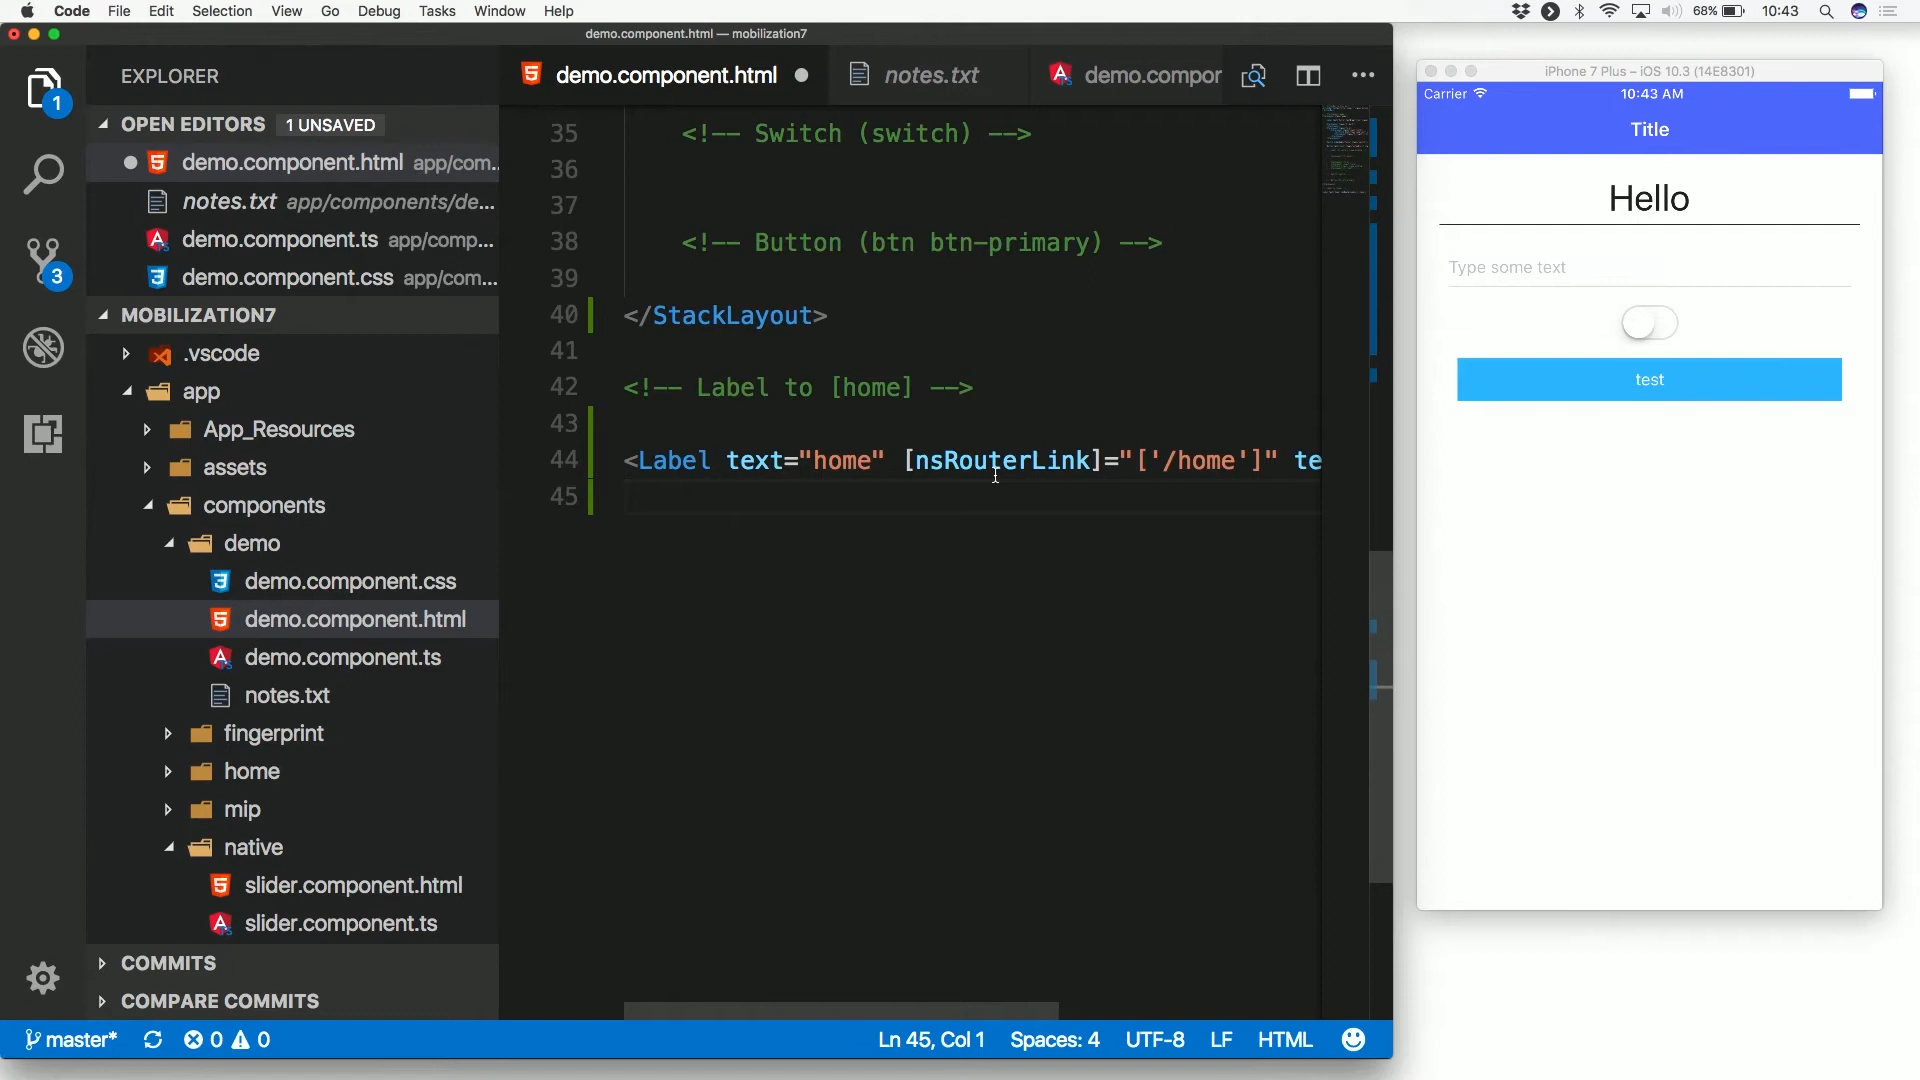 Code File Edit Selection View Go Debug Tasks Window Help 68% 10:43
demo.component.html — mobilization7
EXPLORER
OPEN EDITORS 1 UNSAVED
demo.component.html app/com...
notes.txt app/components/de...
demo.component.ts app/comp...
demo.component.css app/com...
MOBILIZATION7
.vscode
app
App_Resources
assets
components
demo
demo.component.css
demo.component.html
demo.component.ts
notes.txt
fingerprint
home
mip
native
slider.component.html
slider.component.ts
COMMITS
COMPARE COMMITS
1
3
demo.component.html notes.txt demo.compor
35 <!-- Switch (switch) -->
36
37
38 <!-- Button (btn btn-primary) -->
39
40 </StackLayout>
41
42 <!-- Label to [home] -->
43
44 <Label text="home" [nsRouterLink]="['/home']" te
45
master* 0 0 Ln 45, Col 1 Spaces: 4 UTF-8 LF HTML
iPhone 7 Plus – iOS 10.3 (14E8301)
Carrier 10:43 AM
Title
Hello
Type some text
test